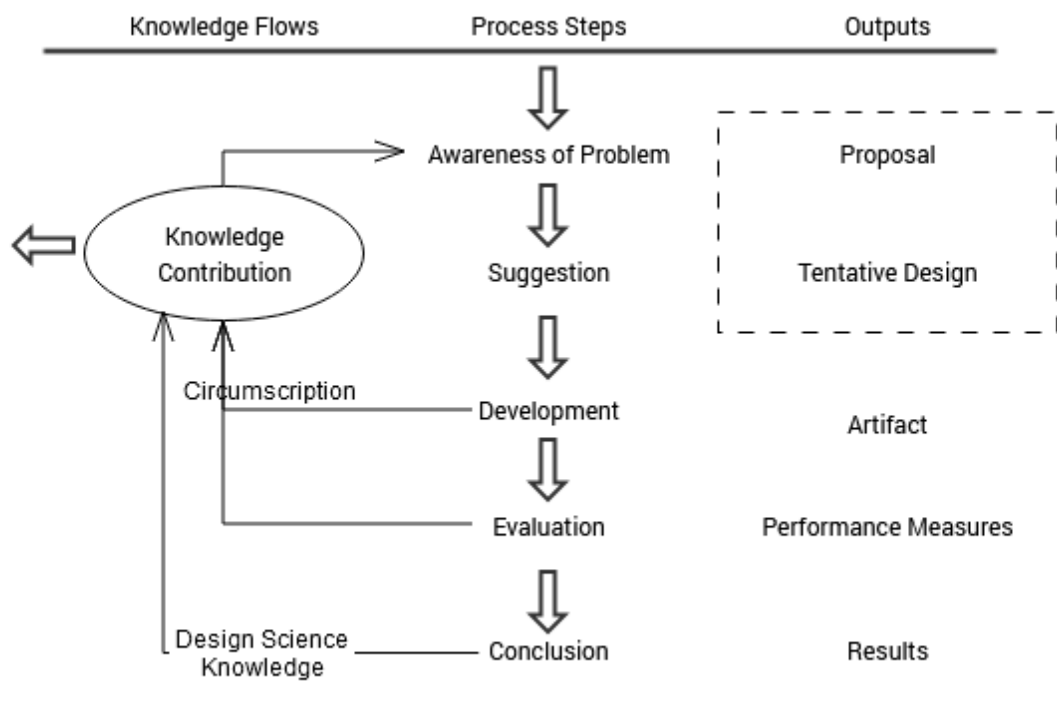 Knowledge Flows
Process Steps
Outputs
Awareness of Problem
Proposal
Knowledge
Contribution
Suggestion
Tentative Design
Circumscription
Development
Artifact
Evaluation
Performance Measures
Design Science
Knowledge
Conclusion
Results